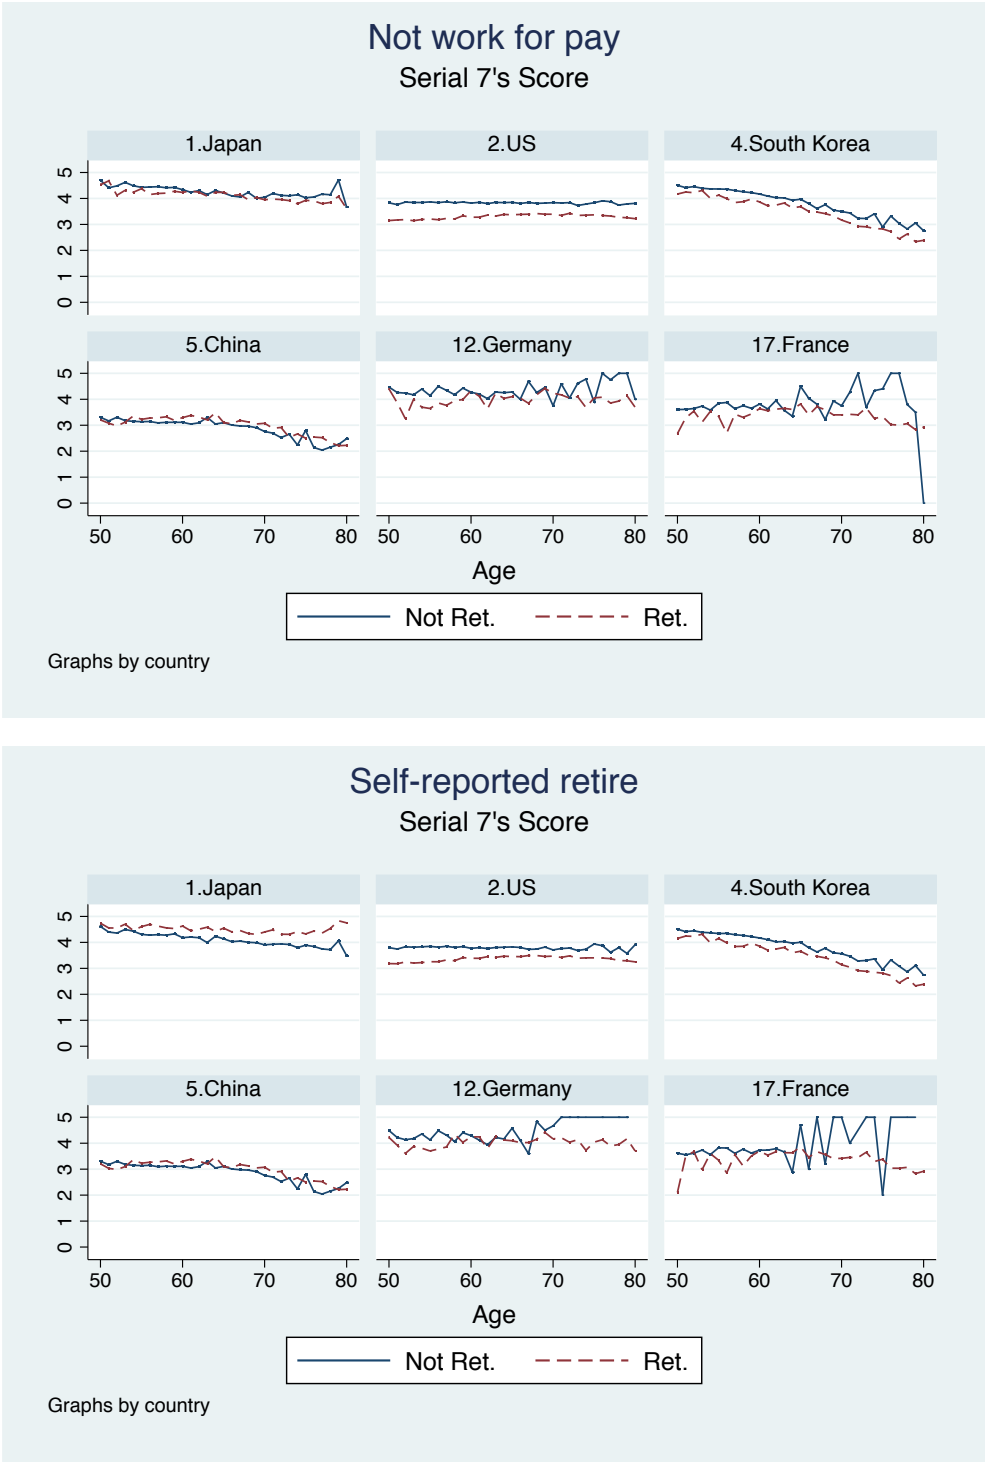 Not work for pay
Serial 7's Score
1.Japan 2.US 4.South Korea
5
4
3
2
1
0
5.China 12.Germany 17.France
5
4
3
2
1
0
50 60 70 80 50 60 70 80 50 60 70 80
Age
Not Ret. Ret.
Graphs by country
Self-reported retire
Serial 7's Score
1.Japan 2.US 4.South Korea
5
4
3
2
1
0
5.China 12.Germany 17.France
5
4
3
2
1
0
50 60 70 80 50 60 70 80 50 60 70 80
Age
Not Ret. Ret.
Graphs by country